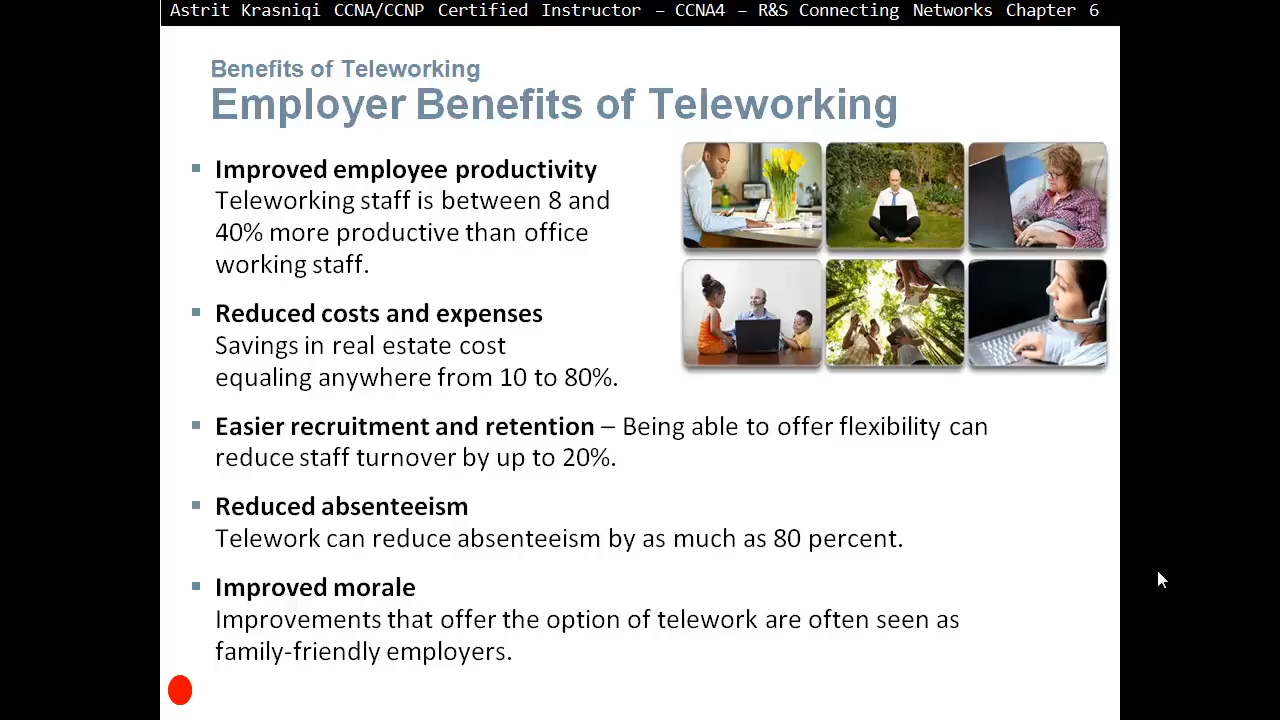 Astrit Krasniqi CCNA/CCNP Certified Instructor – CCNA4 – R&S Connecting Networks Chapter 6
Benefits of Teleworking
Employer Benefits of Teleworking
Improved employee productivity
Teleworking staff is between 8 and
40% more productive than office
working staff.
Reduced costs and expenses
Savings in real estate cost
equaling anywhere from 10 to 80%.
Easier recruitment and retention – Being able to offer flexibility can
reduce staff turnover by up to 20%.
Reduced absenteeism
Telework can reduce absenteeism by as much as 80 percent.
Improved morale
Improvements that offer the option of telework are often seen as
family-friendly employers.